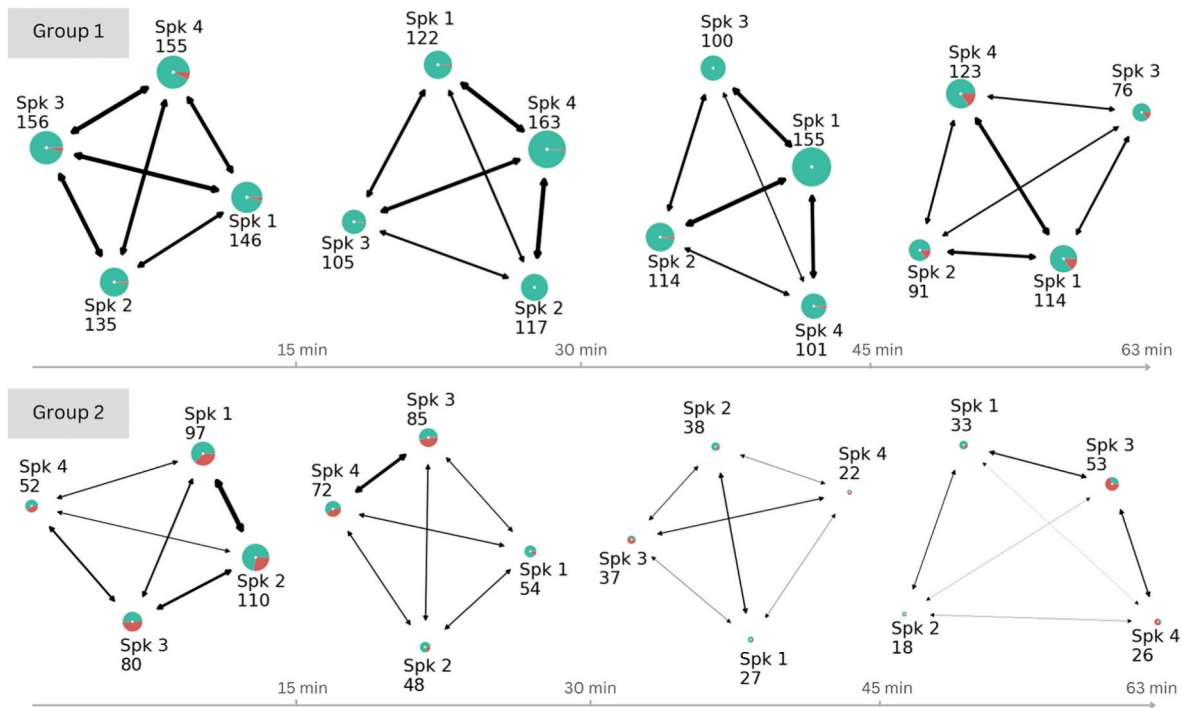 Group 1
Spk 4
155
Spk 3
156
Spk 1
146
Spk 2
135
Spk 1
122
Spk 4
163
Spk 3
105
Spk 2
117
Spk 3
100
Spk 1
155
Spk 2
114
Spk 4
101
Spk 4
123
Spk 3
76
Spk 2
91
Spk 1
114
15 min
30 min
45 min
63 min
Group 2
Spk 1
97
Spk 4
52
Spk 2
110
Spk 3
80
Spk 3
85
Spk 4
72
Spk 1
54
Spk 2
48
Spk 2
38
Spk 4
22
Spk 3
37
Spk 1
27
Spk 1
33
Spk 3
53
Spk 2
18
Spk 4
26
15 min
30 min
45 min
63 min